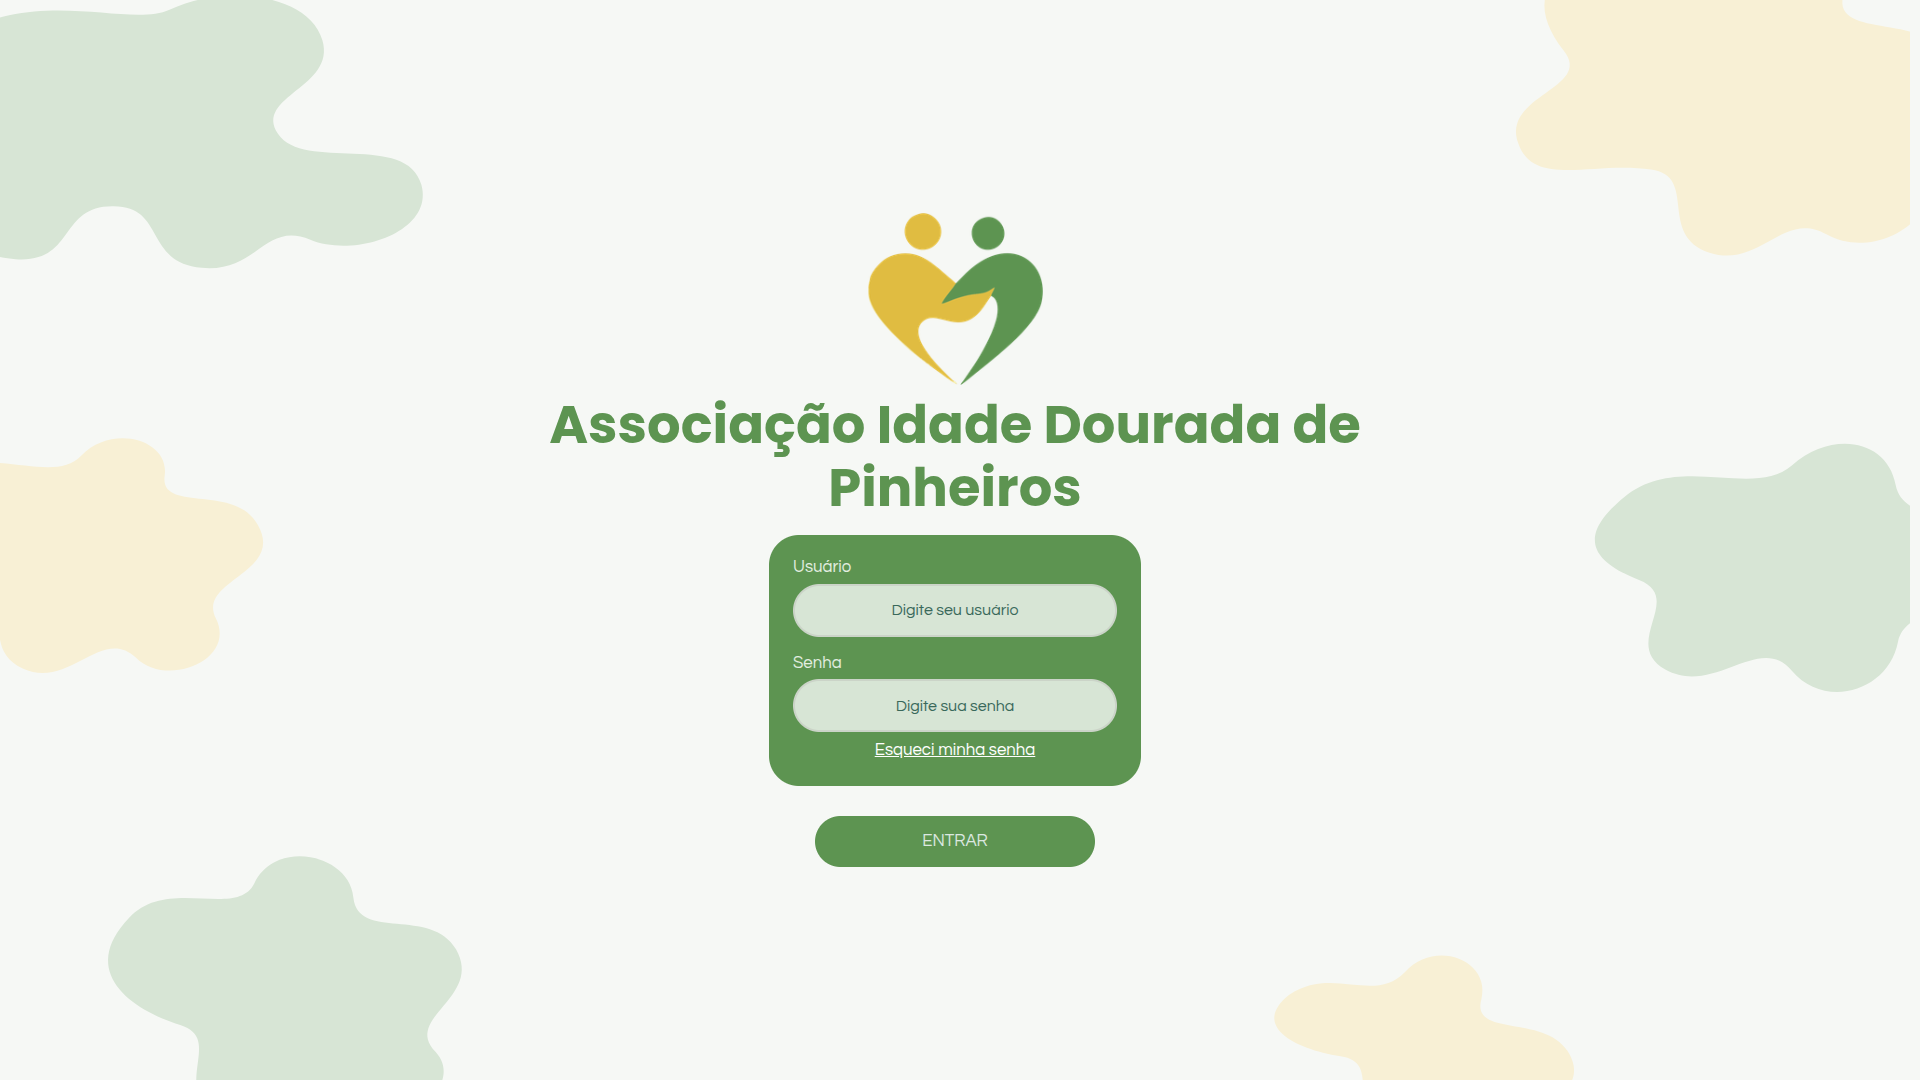 Associação Idade Dourada de
Pinheiros
Usuário
Digite seu usuário
Senha
Digite sua senha
Esqueci minha senha
ENTRAR